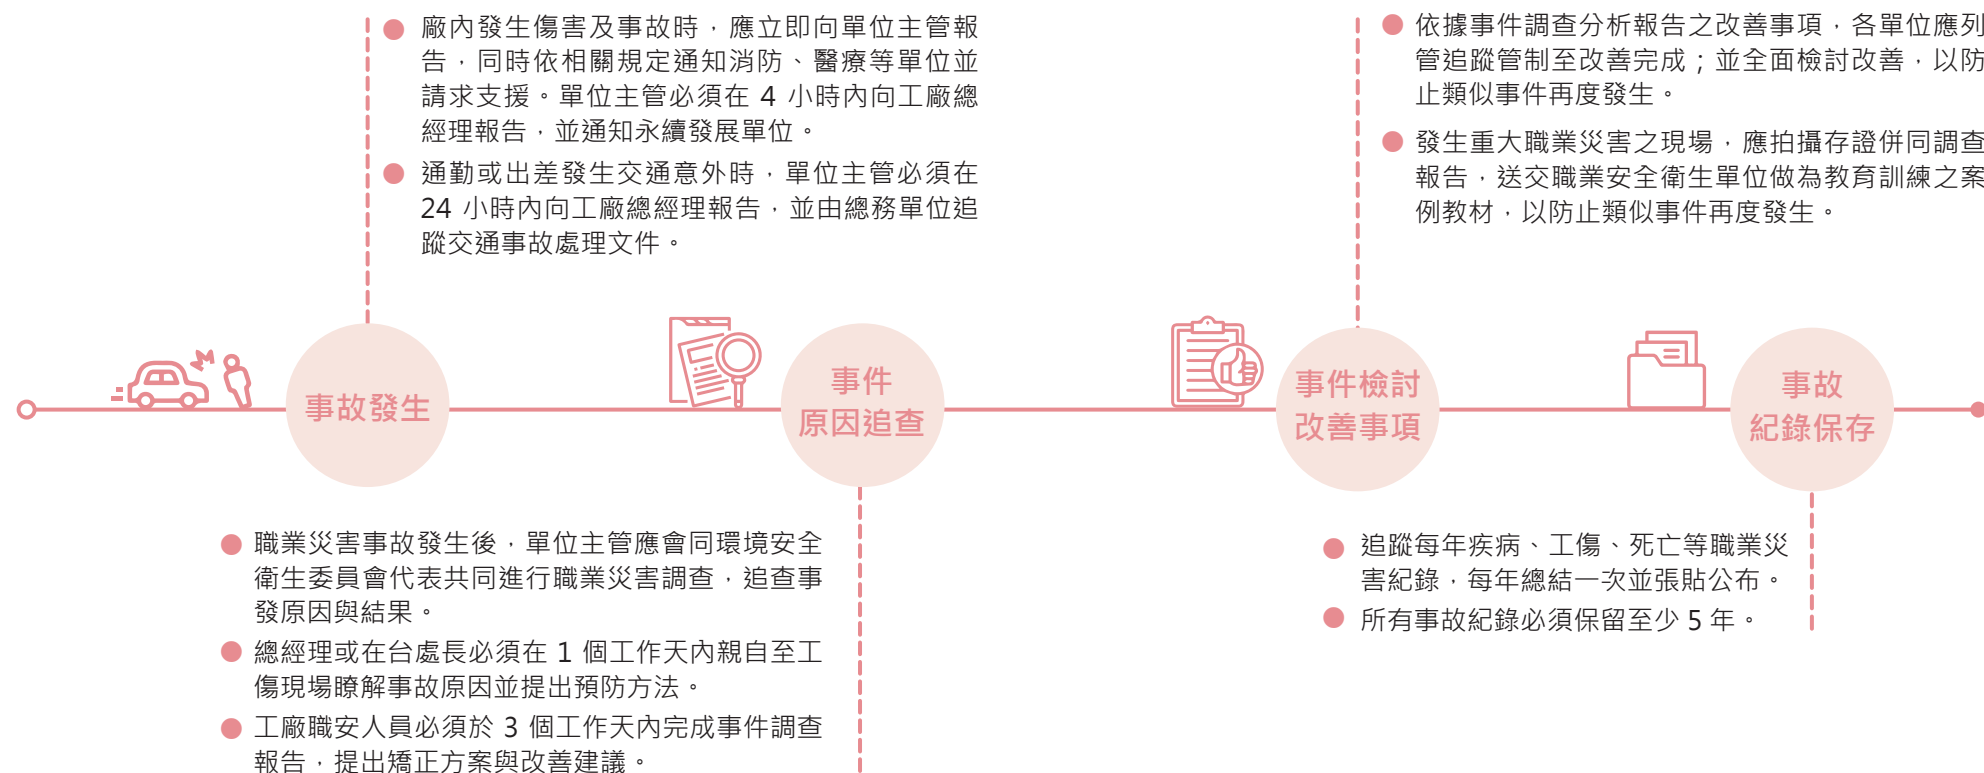 廠內發生傷害及事故時，應立即向單位主管報
告，同時依相關規定通知消防、醫療等單位並
請求支援。單位主管必須在 4 小時內向工廠總
經理報告，並通知永續發展單位。
通勤或出差發生交通意外時，單位主管必須在
24 小時內向工廠總經理報告，並由總務單位追
蹤交通事故處理文件。
依據事件調查分析報告之改善事項，各單位應列
管追蹤管制至改善完成；並全面檢討改善，以防
止類似事件再度發生。
發生重大職業災害之現場，應拍攝存證併同調查
報告，送交職業安全衛生單位做為教育訓練之案
例教材，以防止類似事件再度發生。
事故發生
事件
原因追查
事件檢討
改善事項
事故
紀錄保存
職業災害事故發生後，單位主管應會同環境安全
衛生委員會代表共同進行職業災害調查，追查事
發原因與結果。
總經理或在台處長必須在 1 個工作天內親自至工
傷現場瞭解事故原因並提出預防方法。
工廠職安人員必須於 3 個工作天內完成事件調查
報告，提出矯正方案與改善建議。
追蹤每年疾病、工傷、死亡等職業災
害紀錄，每年總結一次並張貼公布。
所有事故紀錄必須保留至少 5 年。